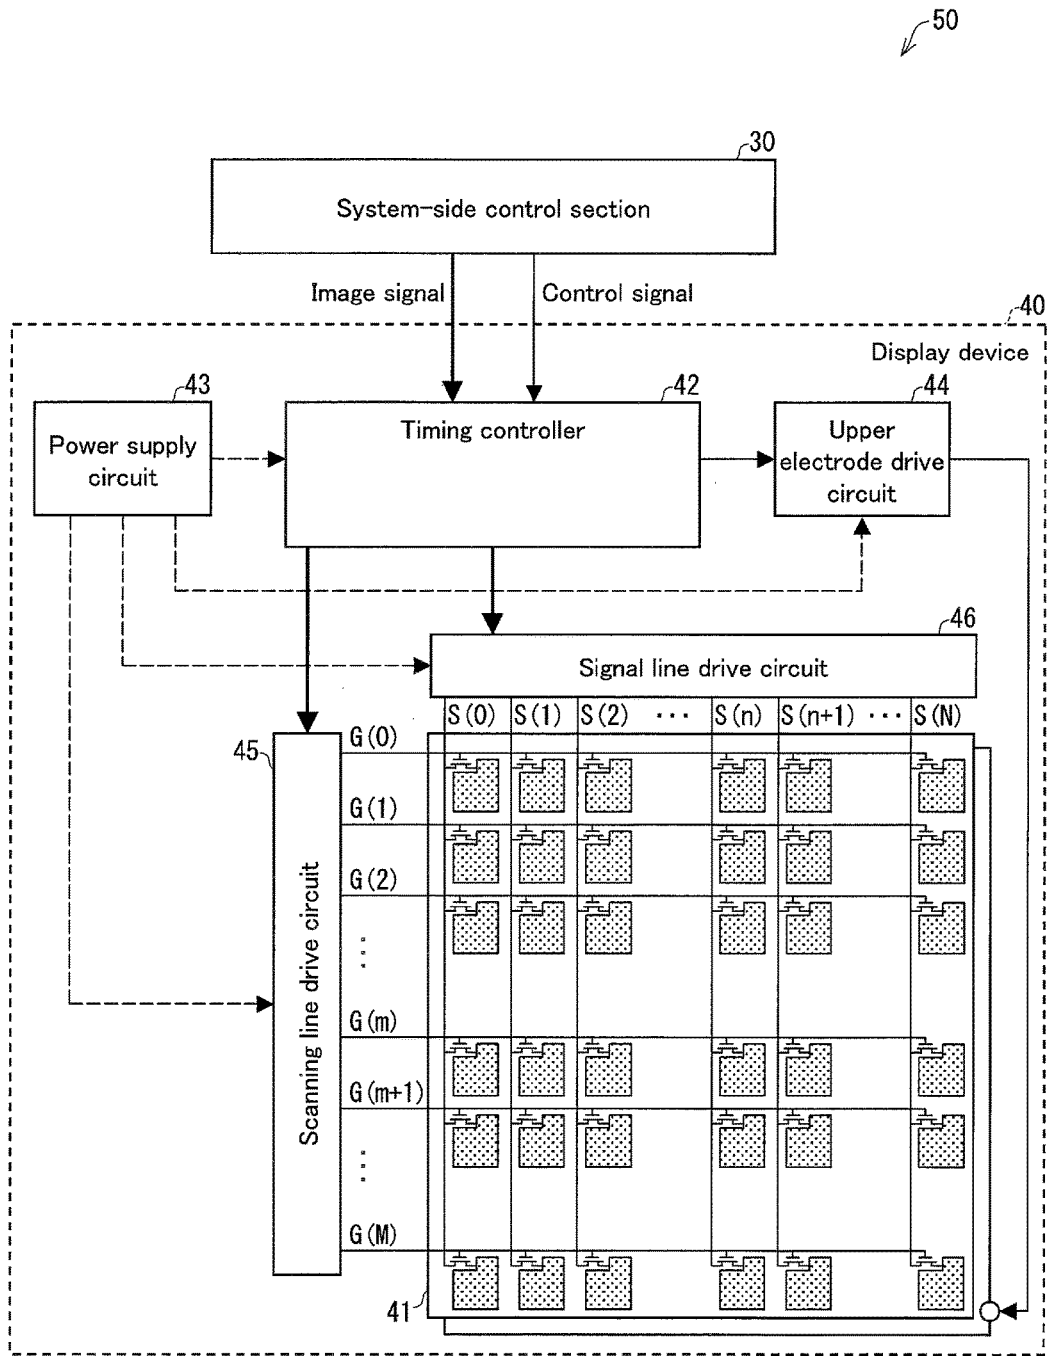 50
30
System-side control section
Image signal
Control signal
40
Display device
43
42
44
Power supply
circuit
Timing controller
Upper
electrode drive
circuit
46
Signal line drive circuit
S(0) S(1) S(2) ··· S(n) S(n+1) ··· S(N)
45
G(0)
G(1)
G(2)
···
G(m)
G(m+1)
···
G(M)
Scanning line drive circuit
41